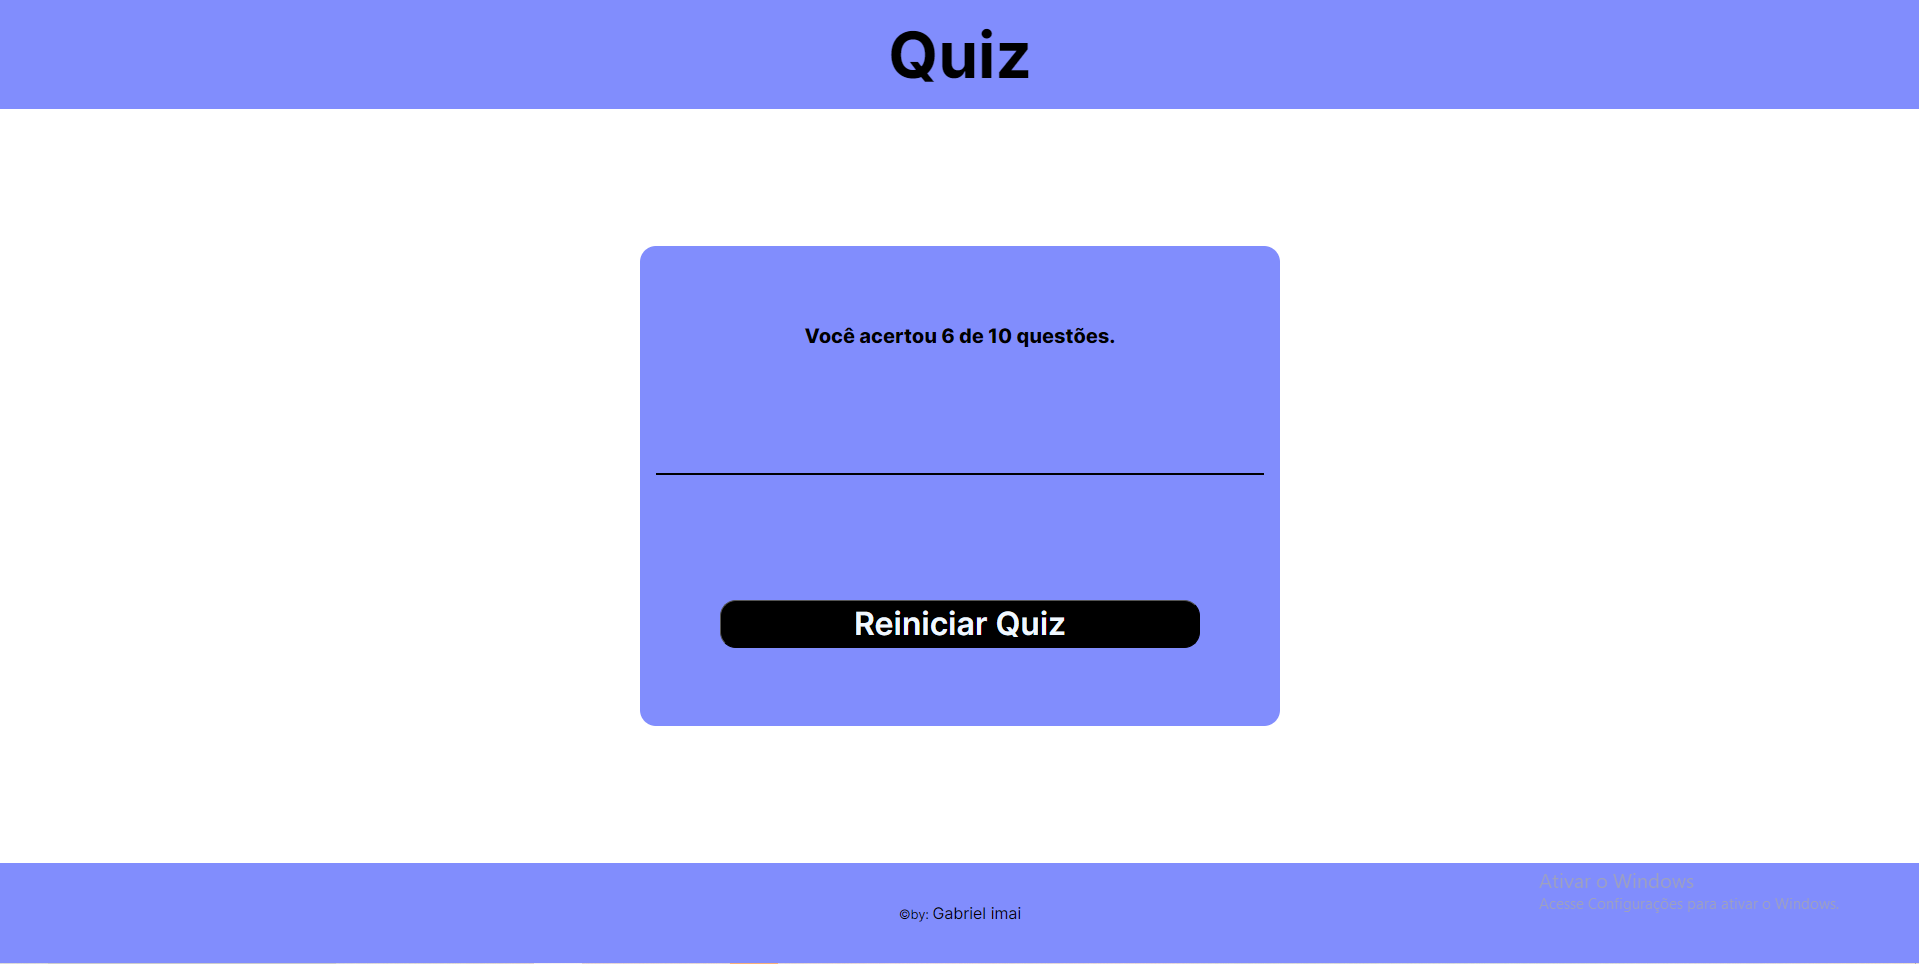 Quiz
Você acertou 6 de 10 questões.
Reiniciar Quiz
©by: Gabriel imai
Ativar o Windows
Acesse Configurações para ativar o Windows.